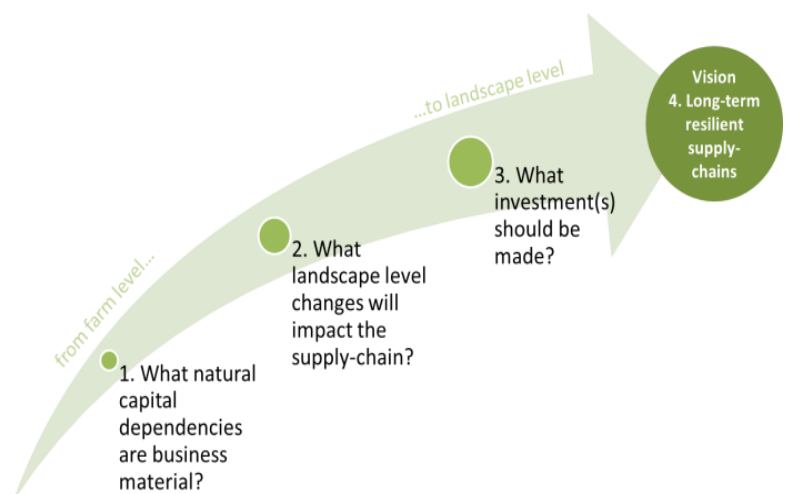 from farm level...
...to landscape level
1. What natural
capital
dependencies
are business
material?
2. What
landscape level
changes will
impact the
supply-chain?
3. What
investment(s)
should be
made?
Vision
4. Long-term
resilient
supply-
chains